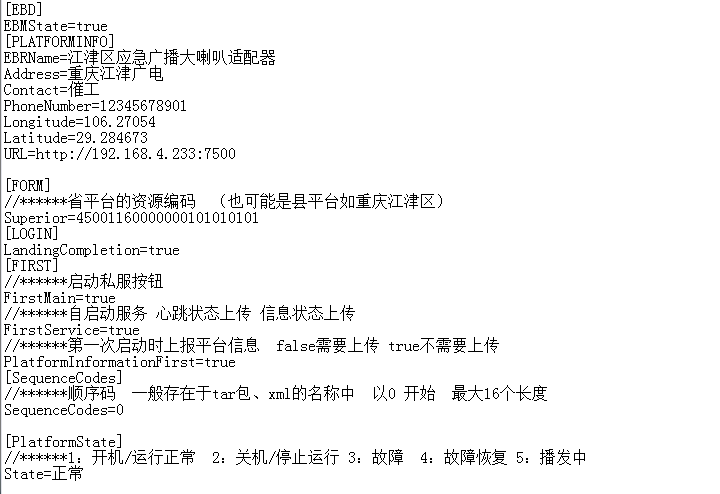 [EBD]
EBMState=true
[PLATFORMINFO]
EBRName=江津区应急广播大喇叭适配器
Address=重庆江津广电
Contact=催工
PhoneNumber=12345678901
Longitude=106.27054
Latitude=29.284673
URL=http://192.168.4.233:7500
[FORM]
//******省平台的资源编码  （也可能是县平台如重庆江津区）
Superior=45001160000000101010101
[LOGIN]
LandingCompletion=true
[FIRST]
//******启动私服按钮
FirstMain=true
//******自启动服务 心跳状态上传 信息状态上传
FirstService=true
//******第一次启动时上报平台信息  false需要上传 true不需要上传
PlatformInformationFirst=true
[SequenceCodes]
//******顺序码  一般存在于tar包、xml的名称中  以0 开始  最大16个长度
SequenceCodes=0
[PlatformState]
//******1：开机/运行正常  2：关机/停止运行 3：故障  4：故障恢复 5：播发中
State=正常